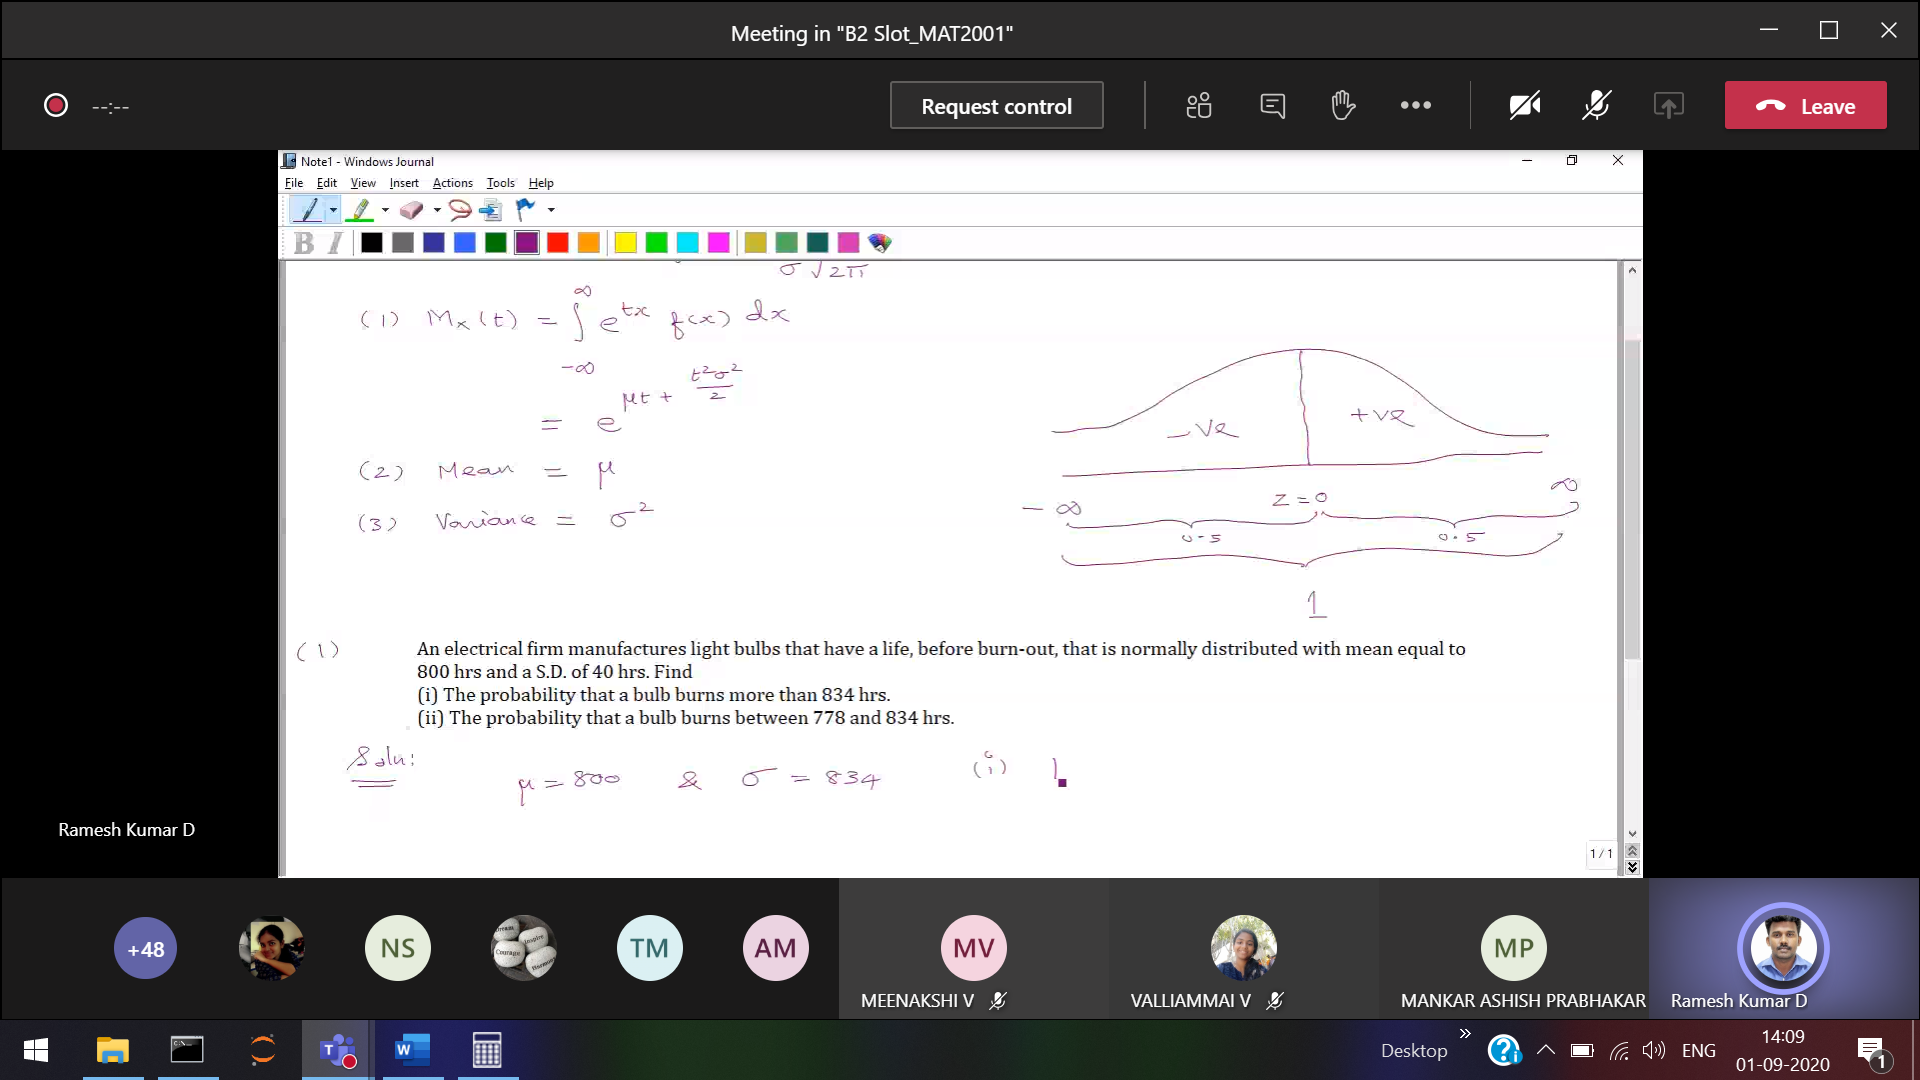 Meeting in "B2 Slot_MAT2001"
--:--
Request control
Leave
Note1 - Windows Journal
File Edit View Insert Actions Tools Help
B I
σ √2π
(1) Mx(t) = ∫ e^tx f(x) dx
∞
-∞
= e^μt + t²σ²/2
(2) Mean = μ
(3) Variance = σ²
-ve +ve
-∞ Z=0 ∞
0.5 0.5
1
(1) An electrical firm manufactures light bulbs that have a life, before burn-out, that is normally distributed with mean equal to
800 hrs and a S.D. of 40 hrs. Find
(i) The probability that a bulb burns more than 834 hrs.
(ii) The probability that a bulb burns between 778 and 834 hrs.
Soln:
μ = 800 & σ = 834 (i)
1 / 1
Ramesh Kumar D
+48 NS TM AM MV MP
Dream
Inspire
Courage
MEENAKSHI V VALLIAMMAI V MANKAR ASHISH PRABHAKAR Ramesh Kumar D
C:\_
T
W
Desktop » ENG
14:09
01-09-2020
1